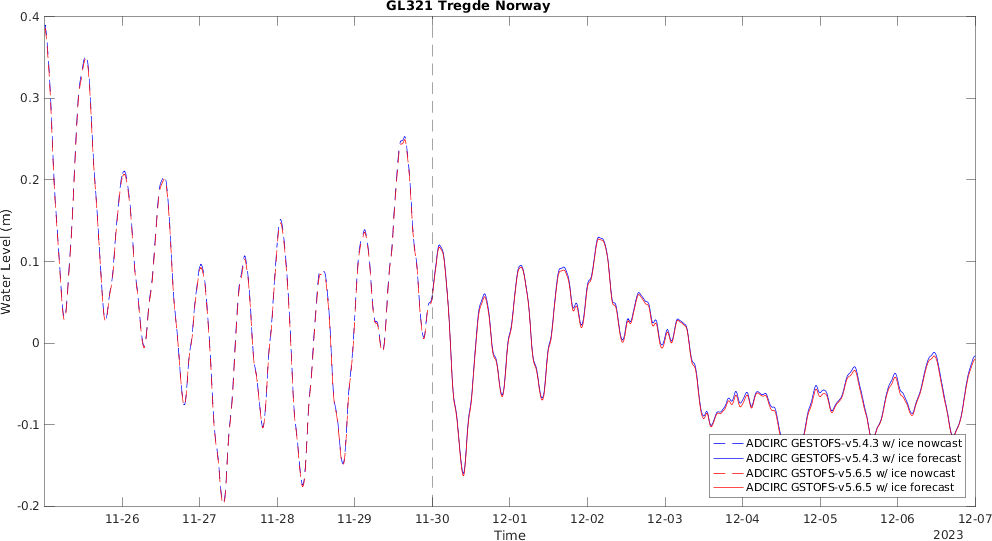 GL321 Tregde Norway
0.4
0.3
0.2
0.1
0
-0.1
-0.2
Water Level (m)
ADCIRC GESTOFS-v5.4.3 w/ ice nowcast
ADCIRC GESTOFS-v5.4.3 w/ ice forecast
ADCIRC GSTOFS-v5.6.5 w/ ice nowcast
ADCIRC GSTOFS-v5.6.5 w/ ice forecast
11-26 11-27 11-28 11-29 11-30 12-01 12-02 12-03 12-04 12-05 12-06 12-07
Time
2023